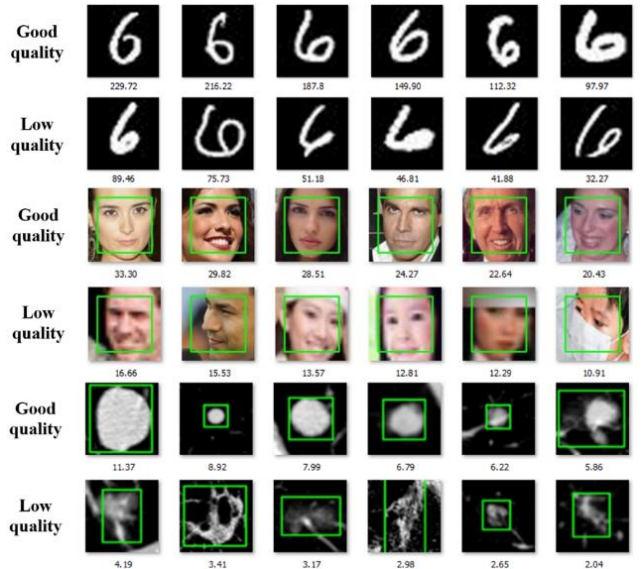 Good
quality
229.72 216.22 187.8 149.90 112.32 97.97
Low
quality
89.46 75.73 51.18 46.81 41.88 32.27
Good
quality
33.30 29.82 28.51 24.27 22.64 20.43
Low
quality
16.66 15.53 13.57 12.81 12.29 10.91
Good
quality
11.37 8.92 7.99 6.79 6.22 5.86
Low
quality
4.19 3.41 3.17 2.98 2.65 2.04